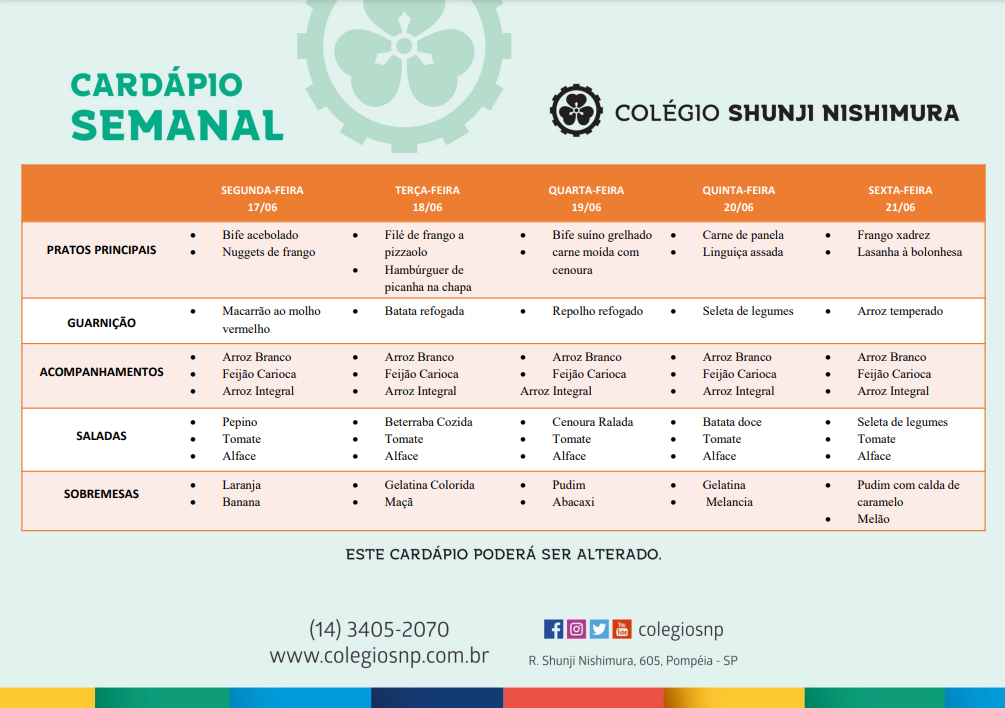 CARDÁPIO
SEMANAL
COLÉGIO SHUNJI NISHIMURA
SEGUNDA-FEIRA TERÇA-FEIRA QUARTA-FEIRA QUINTA-FEIRA SEXTA-FEIRA
17/06 18/06 19/06 20/06 21/06
PRATOS PRINCIPAIS
• Bife acebolado
• Nuggets de frango
• Filé de frango a
pizzaolo
• Hambúrguer de
picanha na chapa
• Bife suíno grelhado
• carne moída com
cenoura
• Carne de panela
• Linguiça assada
• Frango xadrez
• Lasanha à bolonhesa
GUARNIÇÃO
• Macarrão ao molho
vermelho
• Batata refogada
• Repolho refogado
• Seleta de legumes
• Arroz temperado
ACOMPANHAMENTOS
• Arroz Branco
• Feijão Carioca
• Arroz Integral
• Arroz Branco
• Feijão Carioca
• Arroz Integral
• Arroz Branco
• Feijão Carioca
Arroz Integral
• Arroz Branco
• Feijão Carioca
• Arroz Integral
• Arroz Branco
• Feijão Carioca
• Arroz Integral
SALADAS
• Pepino
• Tomate
• Alface
• Beterraba Cozida
• Tomate
• Alface
• Cenoura Ralada
• Tomate
• Alface
• Batata doce
• Tomate
• Alface
• Seleta de legumes
• Tomate
• Alface
SOBREMESAS
• Laranja
• Banana
• Gelatina Colorida
• Maçã
• Pudim
• Abacaxi
• Gelatina
• Melancia
• Pudim com calda de
caramelo
• Melão
ESTE CARDÁPIO PODERÁ SER ALTERADO.
(14) 3405-2070
www.colegiosnp.com.br
You Tube colegiosnp
R. Shunji Nishimura, 605, Pompéia - SP